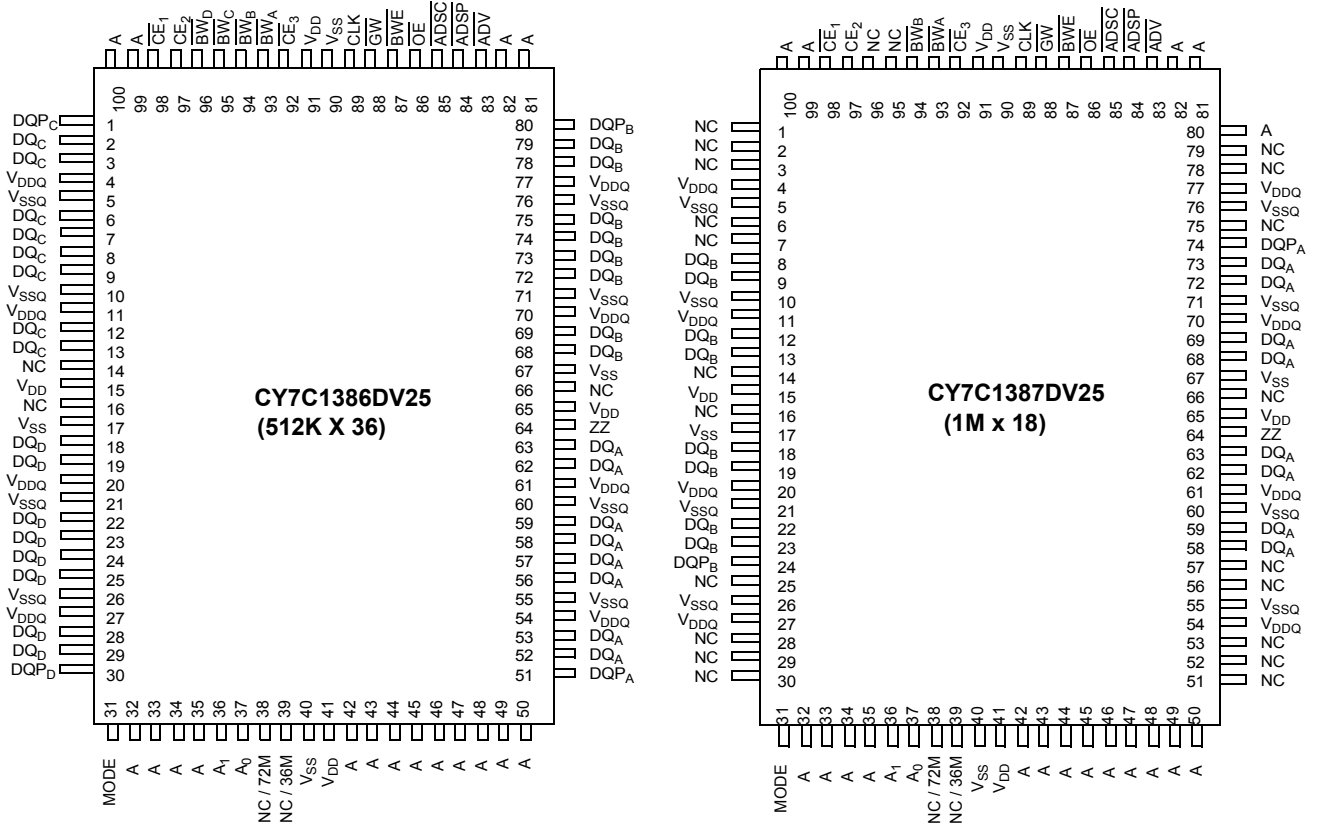 A A CE1 CE2 BWD BWC BWB BWA CE3 VDD VSS CLK GW BWE OE ADSC ADSP ADV A A
100 99 98 97 96 95 94 93 92 91 90 89 88 87 86 85 84 83 82 81
DQPC 1
DQC 2
DQC 3
VDDQ 4
VSSQ 5
DQC 6
DQC 7
DQC 8
DQC 9
VSSQ 10
VDDQ 11
DQC 12
DQC 13
NC 14
VDD 15
NC 16
VSS 17
DQD 18
DQD 19
VDDQ 20
VSSQ 21
DQD 22
DQD 23
DQD 24
DQD 25
VSSQ 26
VDDQ 27
DQD 28
DQD 29
DQPD 30
CY7C1386DV25
(512K X 36)
80 DQPB
79 DQB
78 DQB
77 VDDQ
76 VSSQ
75 DQB
74 DQB
73 DQB
72 DQB
71 VSSQ
70 VDDQ
69 DQB
68 DQB
67 VSS
66 NC
65 VDD
64 ZZ
63 DQA
62 DQA
61 VDDQ
60 VSSQ
59 DQA
58 DQA
57 DQA
56 DQA
55 VSSQ
54 VDDQ
53 DQA
52 DQA
51 DQPA
31 32 33 34 35 36 37 38 39 40 41 42 43 44 45 46 47 48 49 50
MODE A A A A A1 A0 NC / 72M NC / 36M VSS VDD A A A A A A A A A
A A CE1 CE2 NC NC BWB BWA CE3 VDD VSS CLK GW BWE OE ADSC ADSP ADV A A
100 99 98 97 96 95 94 93 92 91 90 89 88 87 86 85 84 83 82 81
NC 1
NC 2
NC 3
VDDQ 4
VSSQ 5
NC 6
NC 7
DQB 8
DQB 9
VSSQ 10
VDDQ 11
DQB 12
DQB 13
NC 14
VDD 15
NC 16
VSS 17
DQB 18
DQB 19
VDDQ 20
VSSQ 21
DQB 22
DQB 23
DQPB 24
NC 25
VSSQ 26
VDDQ 27
NC 28
NC 29
NC 30
CY7C1387DV25
(1M x 18)
80 A
79 NC
78 NC
77 VDDQ
76 VSSQ
75 NC
74 DQPA
73 DQA
72 DQA
71 VSSQ
70 VDDQ
69 DQA
68 DQA
67 VSS
66 NC
65 VDD
64 ZZ
63 DQA
62 DQA
61 VDDQ
60 VSSQ
59 DQA
58 DQA
57 NC
56 NC
55 VSSQ
54 VDDQ
53 NC
52 NC
51 NC
31 32 33 34 35 36 37 38 39 40 41 42 43 44 45 46 47 48 49 50
MODE A A A A A1 A0 NC / 72M NC / 36M VSS VDD A A A A A A A A A